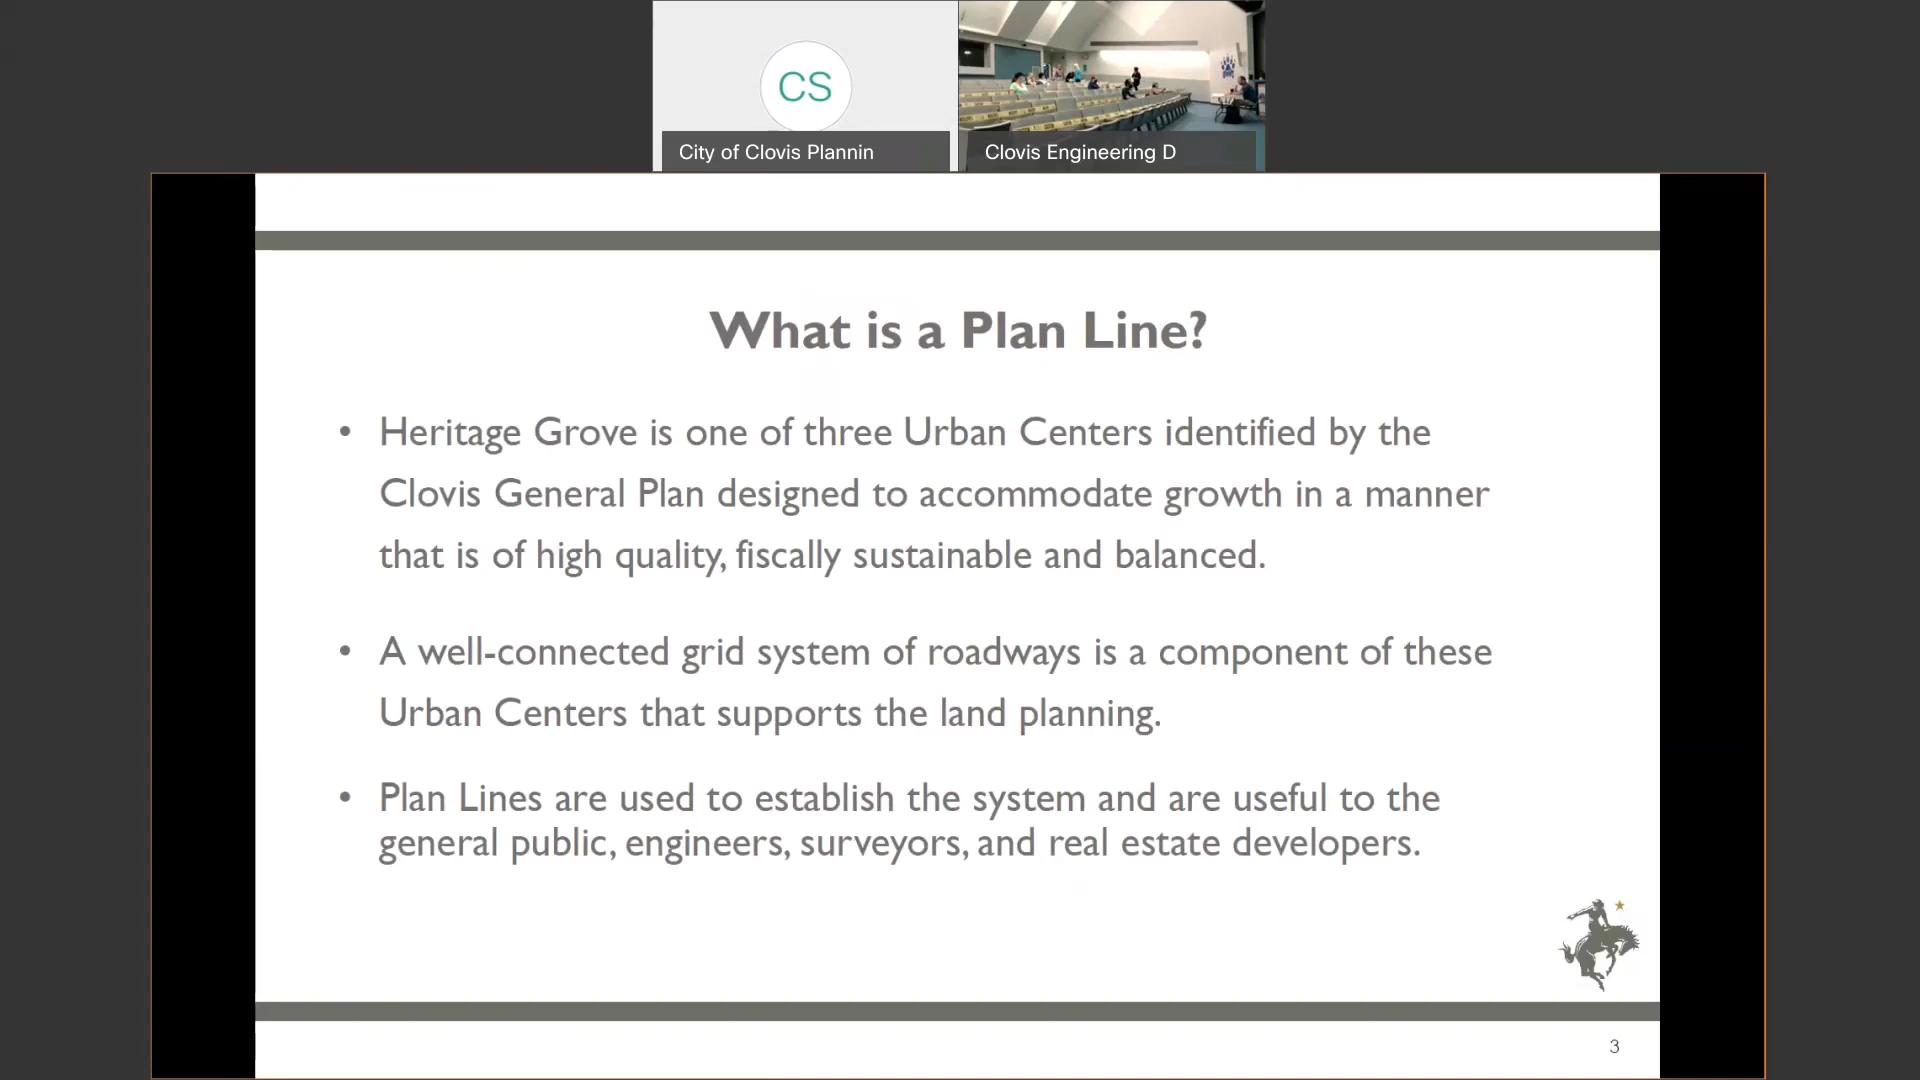 CS
City of Clovis Plannin
Clovis Engineering D
What is a Plan Line?
• Heritage Grove is one of three Urban Centers identified by the
Clovis General Plan designed to accommodate growth in a manner
that is of high quality, fiscally sustainable and balanced.
• A well-connected grid system of roadways is a component of these
Urban Centers that supports the land planning.
• Plan Lines are used to establish the system and are useful to the
general public, engineers, surveyors, and real estate developers.
3